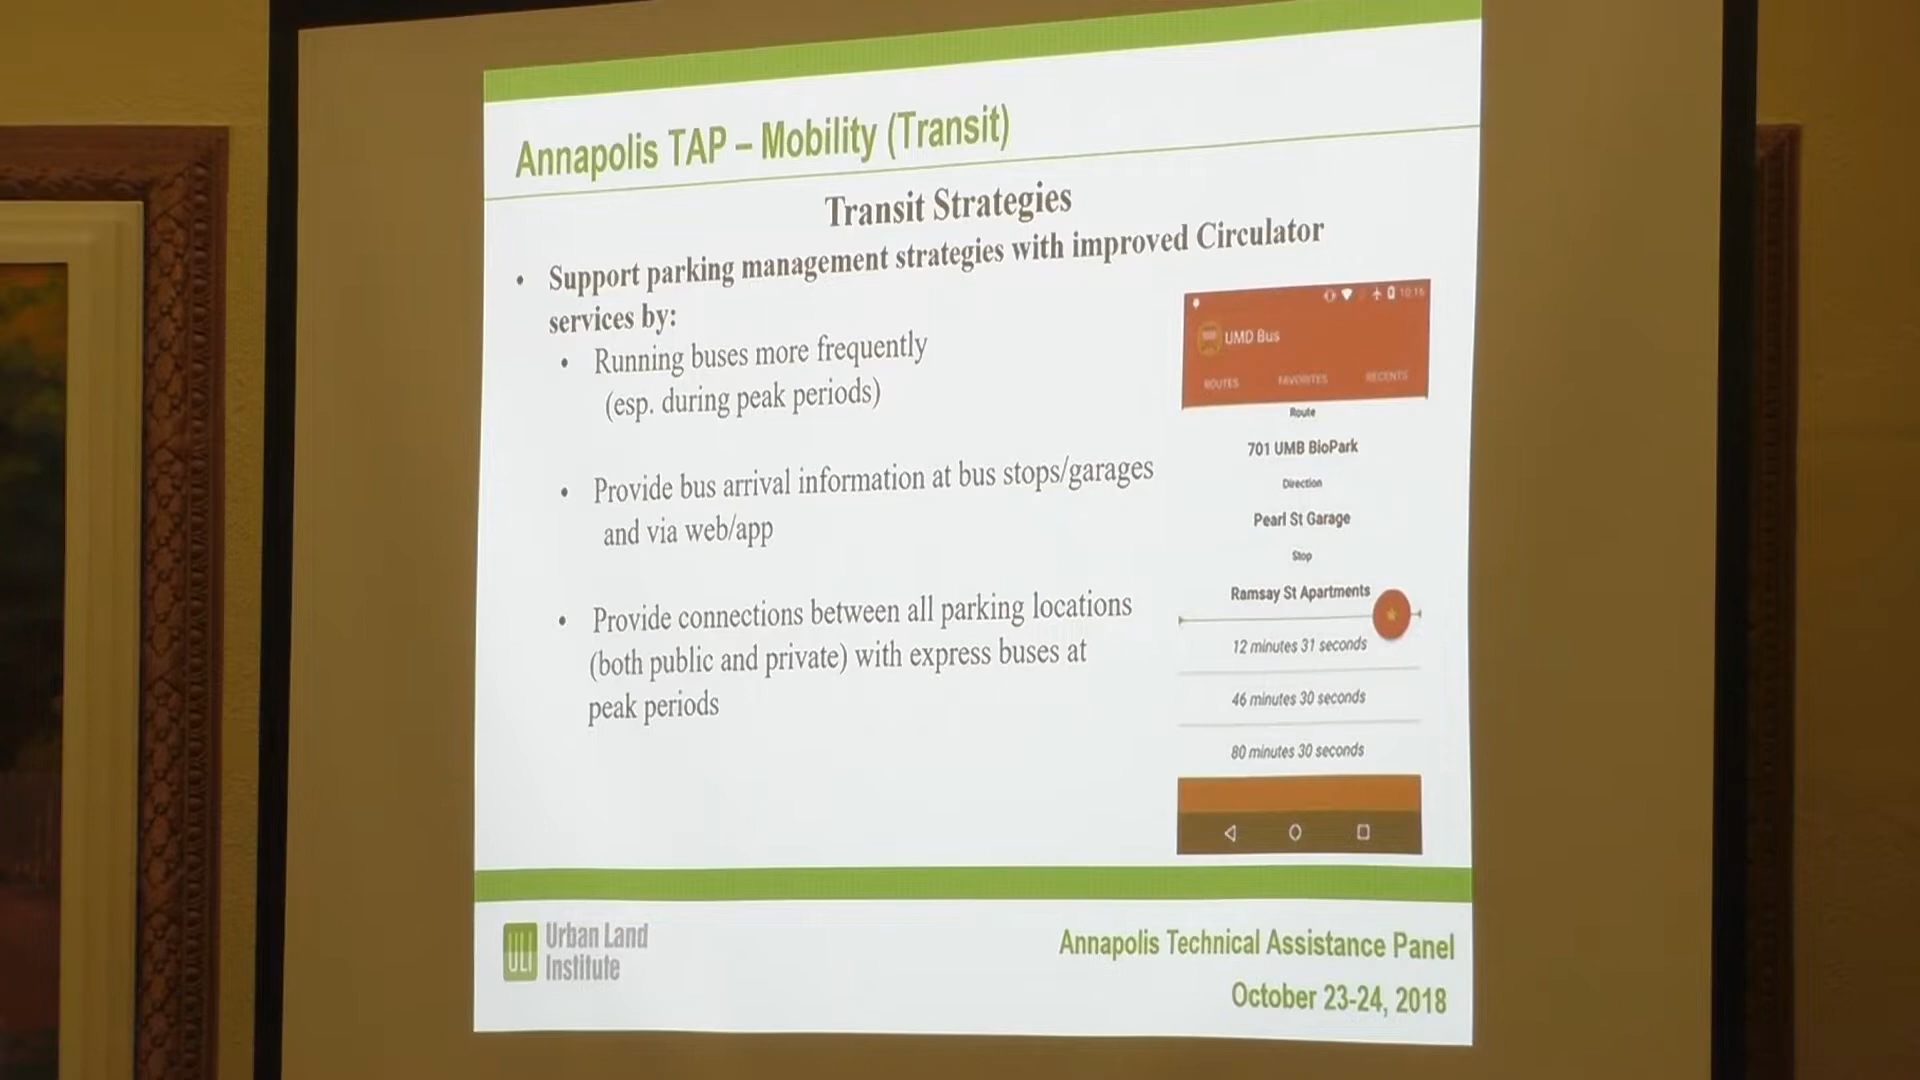 Annapolis TAP – Mobility (Transit)
Transit Strategies
• Support parking management strategies with improved Circulator
services by:
• Running buses more frequently
(esp. during peak periods)
• Provide bus arrival information at bus stops/garages
and via web/app
• Provide connections between all parking locations
(both public and private) with express buses at
peak periods
10:16
UMD Bus
ROUTES FAVORITES RECENTS
Route
701 UMB BioPark
Direction
Pearl St Garage
Stop
Ramsay St Apartments
12 minutes 31 seconds
46 minutes 30 seconds
80 minutes 30 seconds
ULI
Urban Land
Institute
Annapolis Technical Assistance Panel
October 23-24, 2018